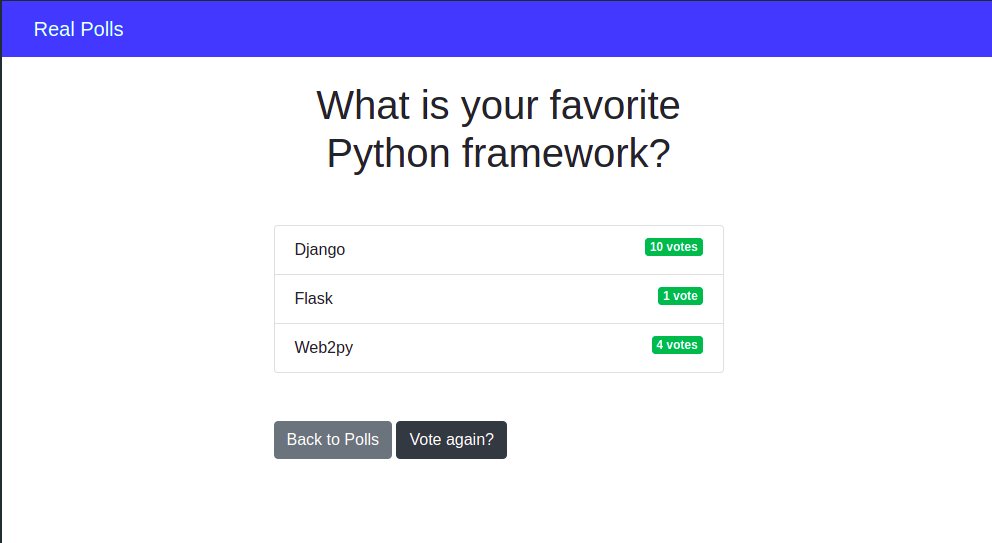 Real Polls
What is your favorite
Python framework?
Django 10 votes
Flask 1 vote
Web2py 4 votes
Back to Polls Vote again?